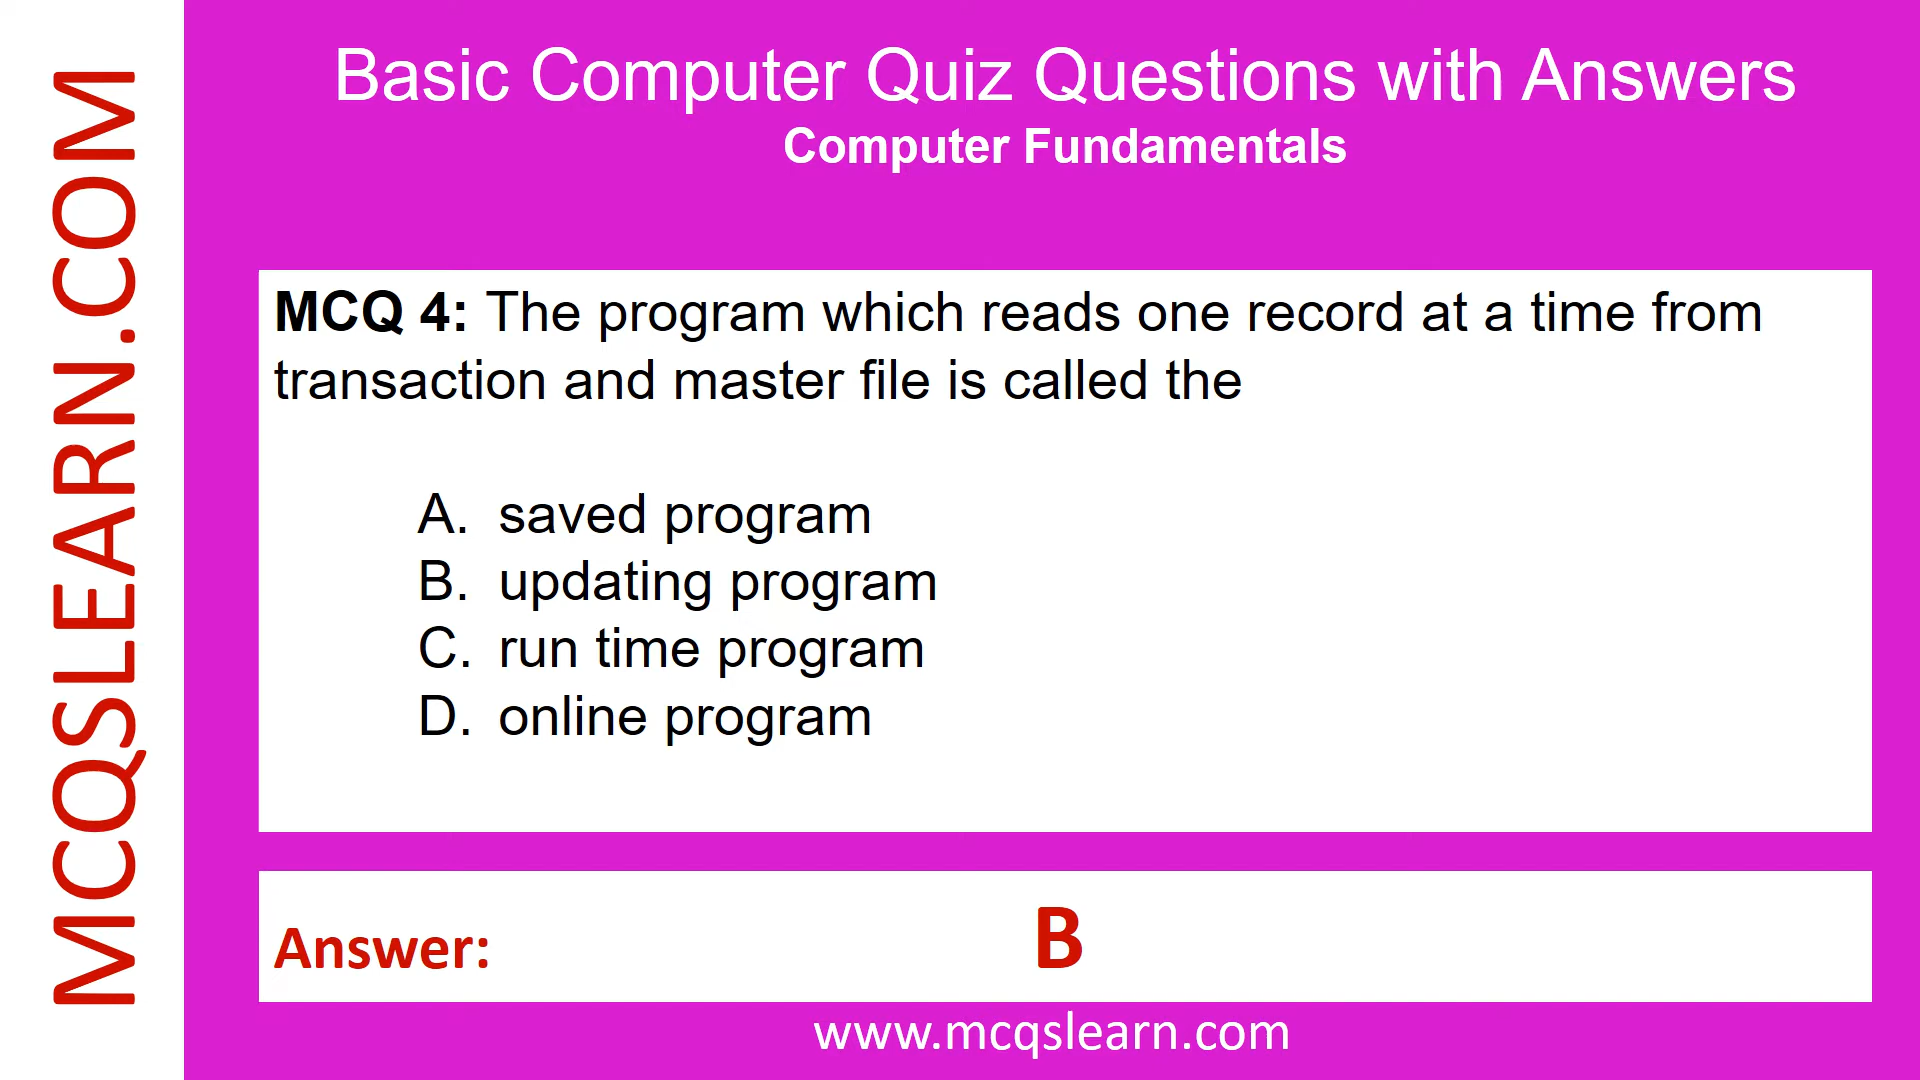 MCQSLEARN.COM
Basic Computer Quiz Questions with Answers
Computer Fundamentals
MCQ 4: The program which reads one record at a time from
transaction and master file is called the
A. saved program
B. updating program
C. run time program
D. online program
Answer: B
www.mcqslearn.com